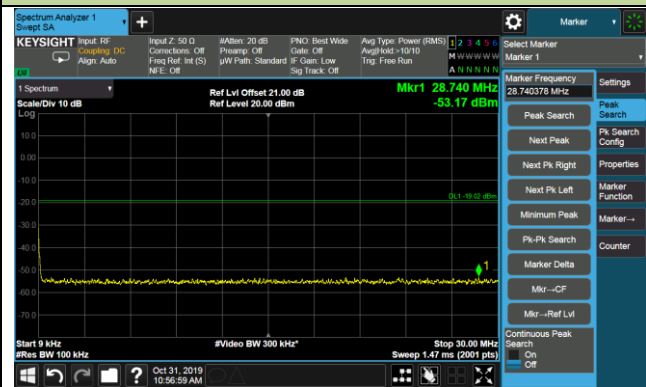 Spectrum Analyzer 1
Swept SA
Marker
KEYSIGHT
Input: RF
Coupling: DC
Align: Auto
Input Z: 50 Ω
Corrections: Off
Freq Ref: Int (S)
NFE: Off
#Atten: 20 dB
Preamp: Off
µW Path: Standard
PNO: Best Wide
Gate: Off
IF Gain: Low
Sig Track: Off
Avg Type: Power (RMS)
Avg|Hold:>10/10
Trig: Free Run
1 2 3 4 5 6
M W W W W W
A N N N N N
Select Marker
Marker 1
LXI
1 Spectrum
Scale/Div 10 dB
Log
Ref Lvl Offset 21.00 dB
Ref Level 20.00 dBm
Mkr1 28.740 MHz
-53.17 dBm
10.0
0.00
-10.0
-20.0
-30.0
-40.0
-50.0
-60.0
-70.0
DL1 -19.02 dBm
1
Start 9 kHz
#Res BW 100 kHz
#Video BW 300 kHz*
Stop 30.00 MHz
Sweep 1.47 ms (2001 pts)
Marker Frequency
28.740378 MHz
Peak Search
Next Peak
Next Pk Right
Next Pk Left
Minimum Peak
Pk-Pk Search
Marker Delta
Mkr→CF
Mkr→Ref Lvl
Continuous Peak
Search
On
Off
Settings
Peak
Search
Pk Search
Config
Properties
Marker
Function
Marker→
Counter
?
Oct 31, 2019
10:56:59 AM